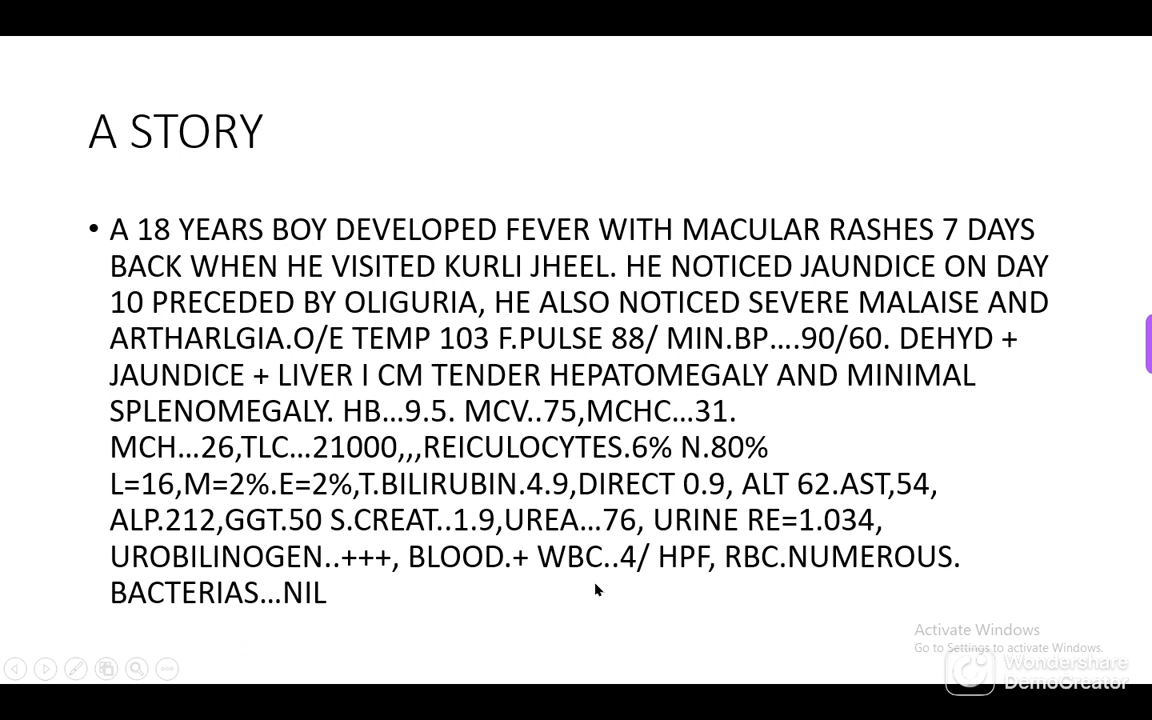 A STORY
• A 18 YEARS BOY DEVELOPED FEVER WITH MACULAR RASHES 7 DAYS
BACK WHEN HE VISITED KURLI JHEEL. HE NOTICED JAUNDICE ON DAY
10 PRECEDED BY OLIGURIA, HE ALSO NOTICED SEVERE MALAISE AND
ARTHARLGIA.O/E TEMP 103 F.PULSE 88/ MIN.BP....90/60. DEHYD +
JAUNDICE + LIVER I CM TENDER HEPATOMEGALY AND MINIMAL
SPLENOMEGALY. HB...9.5. MCV..75,MCHC...31.
MCH...26,TLC...21000,,,REICULOCYTES.6% N.80%
L=16,M=2%.E=2%,T.BILIRUBIN.4.9,DIRECT 0.9, ALT 62.AST,54,
ALP.212,GGT.50 S.CREAT..1.9,UREA...76, URINE RE=1.034,
UROBILINOGEN..+++, BLOOD.+ WBC..4/ HPF, RBC.NUMEROUS.
BACTERIAS...NIL
Activate Windows
Go to Settings to activate Windows.
Wondershare
DemoCreator